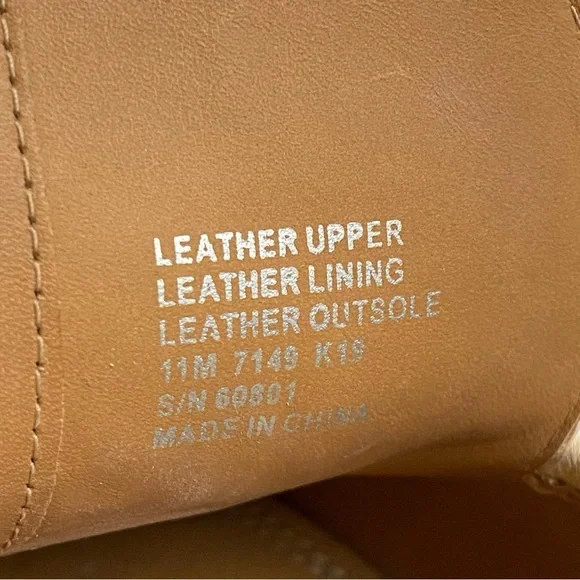 LEATHER UPPER
LEATHER LINING
LEATHER OUTSOLE
11M 7149 K19
S/N 60801
MADE IN CHINA